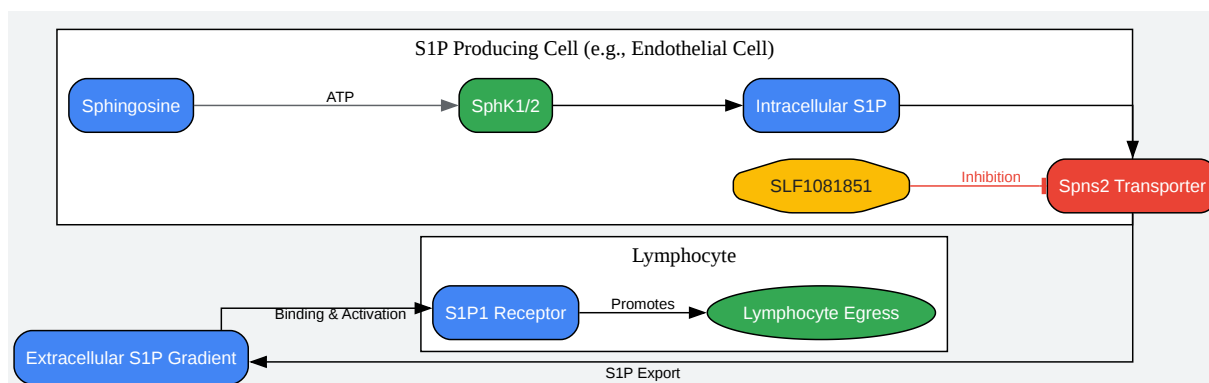 S1P Producing Cell (e.g., Endothelial Cell)
Sphingosine
ATP
SphK1/2
Intracellular S1P
SLF1081851
Inhibition
Spns2 Transporter
Lymphocyte
S1P1 Receptor
Promotes
Lymphocyte Egress
Binding & Activation
Extracellular S1P Gradient
S1P Export